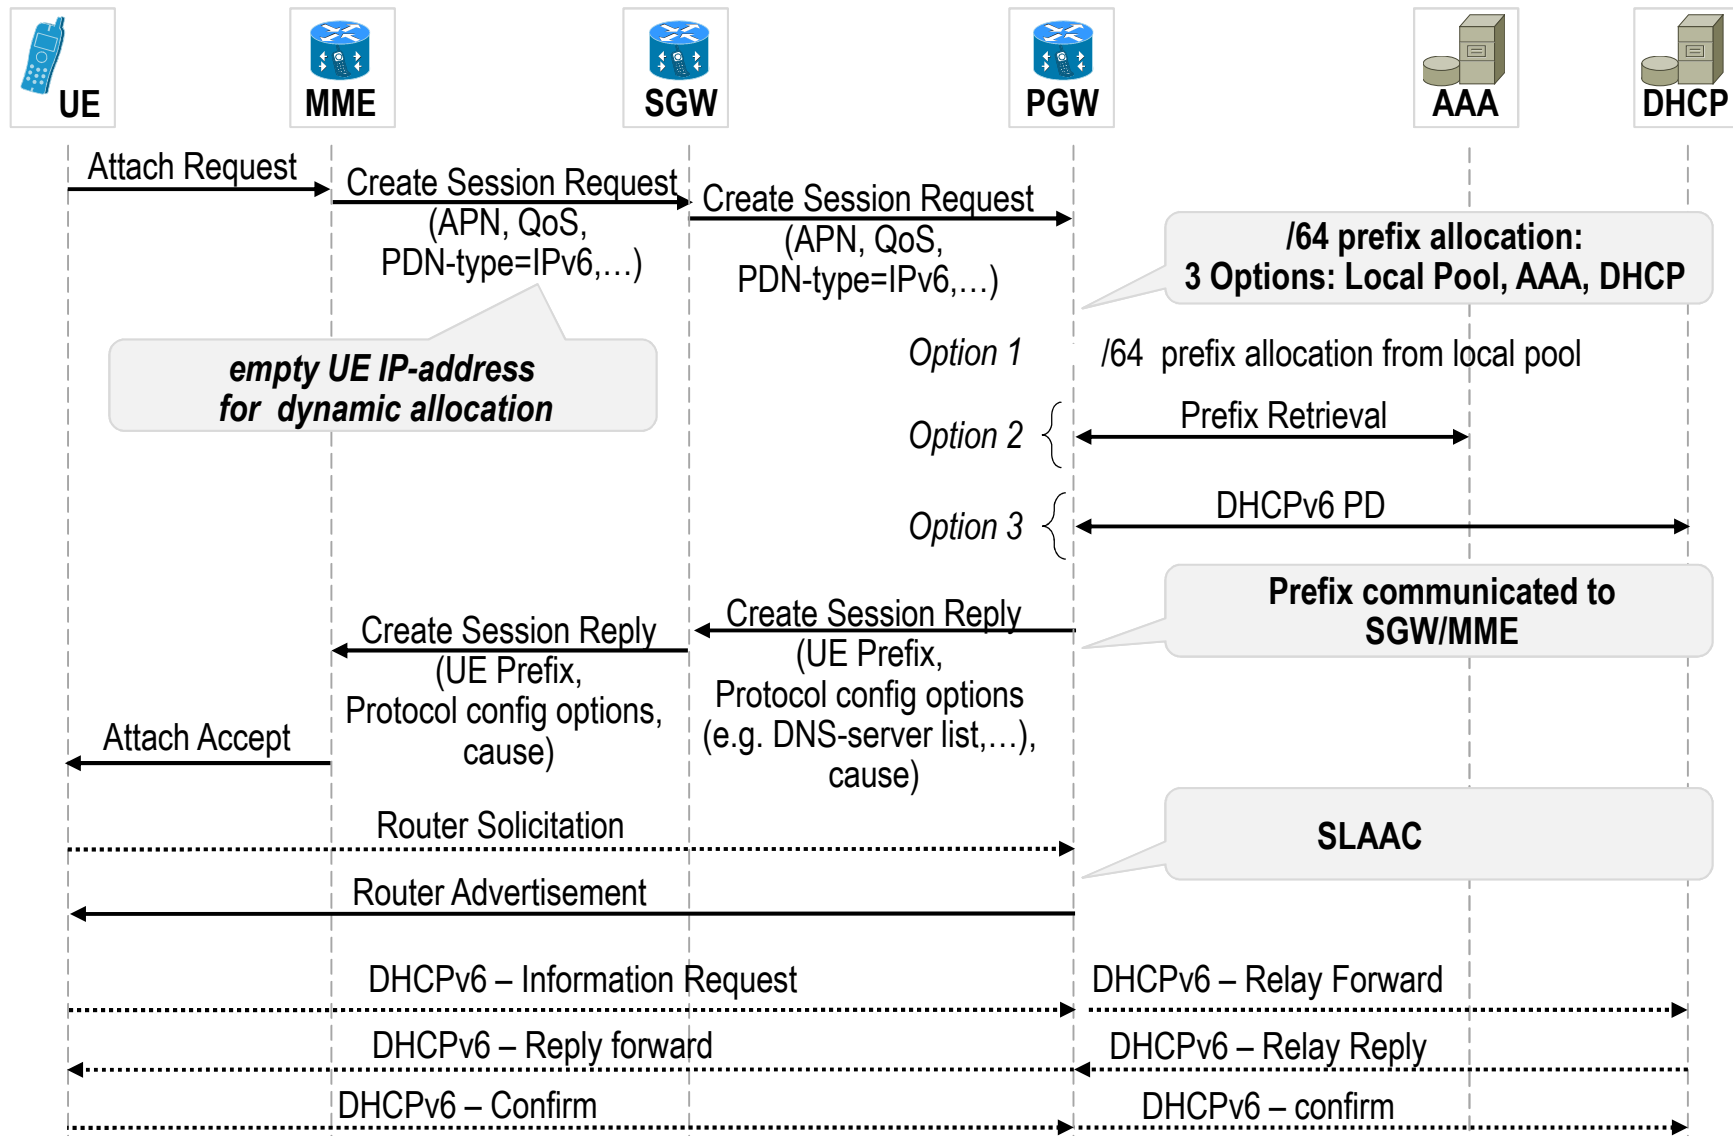 UE
MME
SGW
PGW
AAA
DHCP
Attach Request
Create Session Request
(APN, QoS,
PDN-type=IPv6,…)
Create Session Request
(APN, QoS,
PDN-type=IPv6,…)
/64 prefix allocation:
3 Options: Local Pool, AAA, DHCP
empty UE IP-address
for dynamic allocation
Option 1
/64 prefix allocation from local pool
Option 2
Prefix Retrieval
Option 3
DHCPv6 PD
Prefix communicated to
SGW/MME
Create Session Reply
(UE Prefix,
Protocol config options
(e.g. DNS-server list,…),
cause)
Create Session Reply
(UE Prefix,
Protocol config options,
cause)
Attach Accept
Router Solicitation
SLAAC
Router Advertisement
DHCPv6 – Information Request
DHCPv6 – Relay Forward
DHCPv6 – Reply forward
DHCPv6 – Relay Reply
DHCPv6 – Confirm
DHCPv6 – confirm